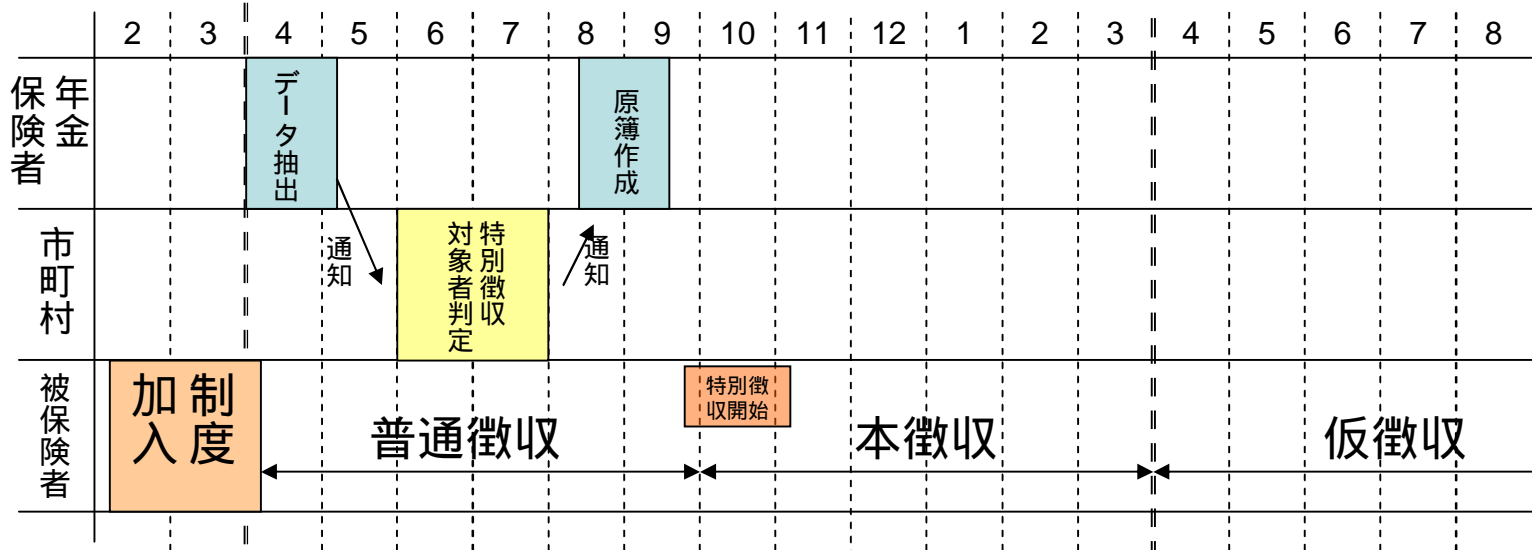 2 3 4 5 6 7 8 9 10 11 12 1 2 3 4 5 6 7 8
年金
保険者
データ抽出
原簿作成
市町村
通知
特別徴収
対象者判定
通知
被保険者
制度
加入
普通徴収
特別徴
収開始
本徴収
仮徴収